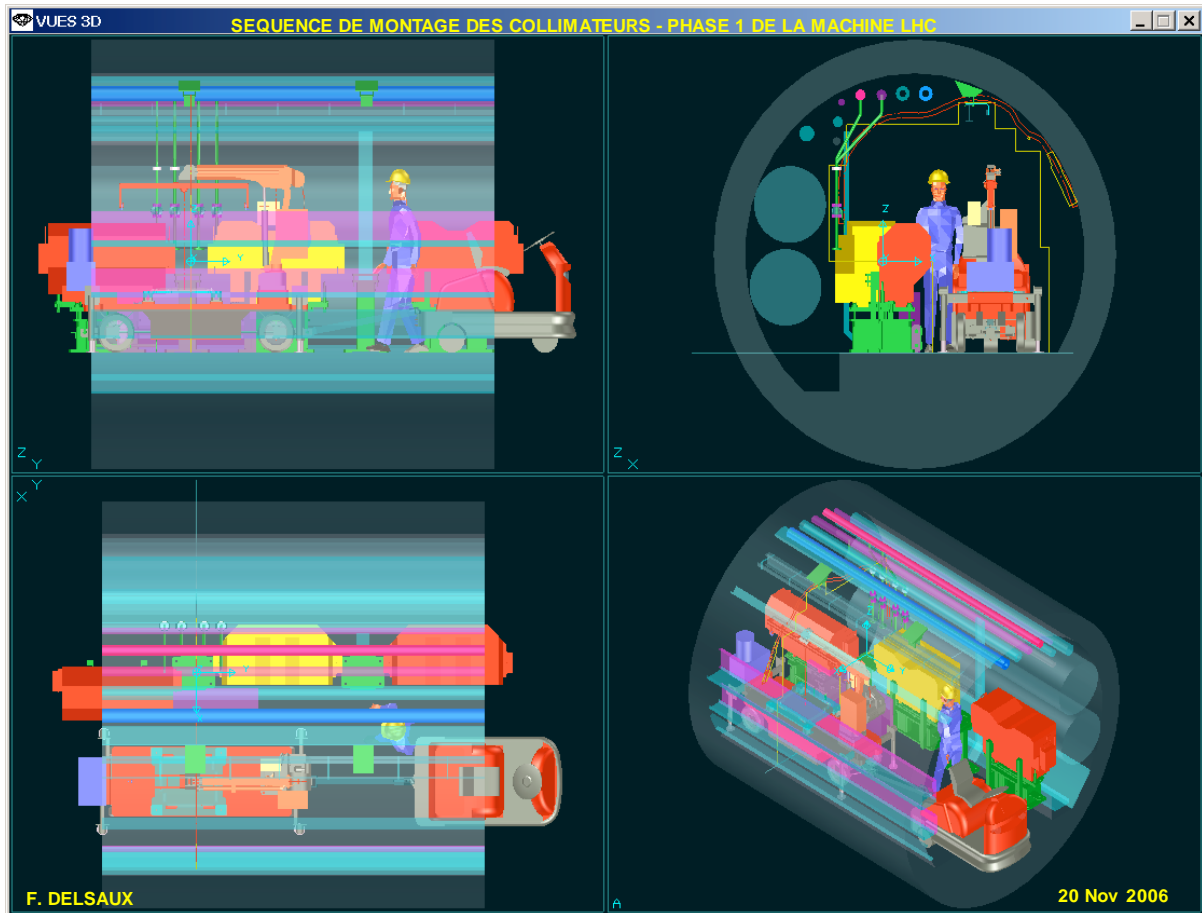 VUES 3D
SEQUENCE DE MONTAGE DES COLLIMATEURS - PHASE 1 DE LA MACHINE LHC
Y
Z
Z
Y
Z
X
Y
X
Y
X
Z
Y
F. DELSAUX
A
20 Nov 2006